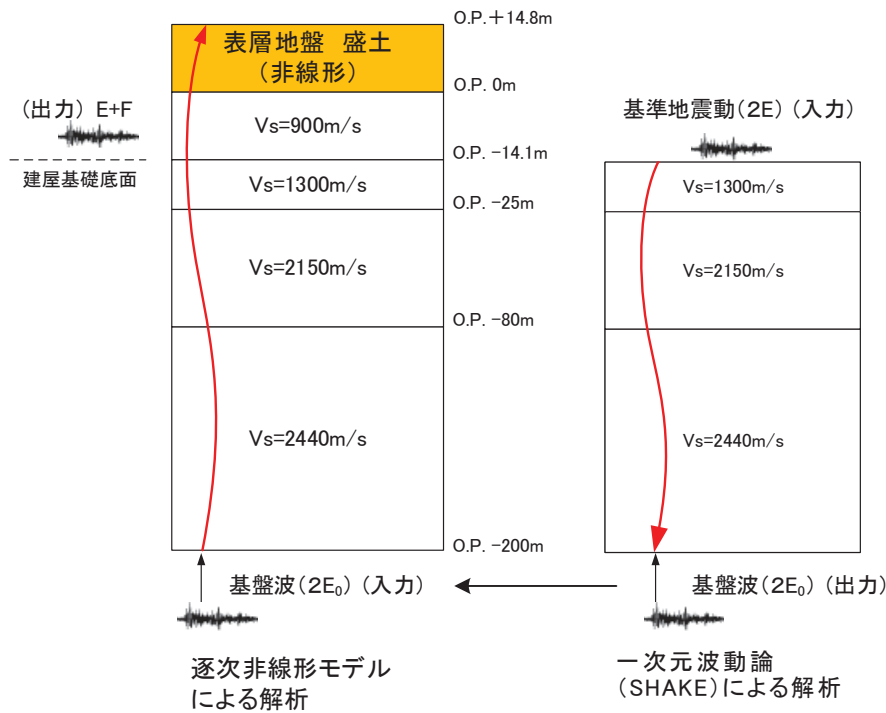 O.P.+14.8m
表層地盤 盛土
(非線形)
O.P. 0m
(出力) E+F
Vs=900m/s
O.P. -14.1m
建屋基礎底面
Vs=1300m/s
O.P. -25m
Vs=2150m/s
O.P. -80m
Vs=2440m/s
O.P. -200m
基盤波(2E₀) (入力)
逐次非線形モデル
による解析
基準地震動(2E) (入力)
Vs=1300m/s
Vs=2150m/s
Vs=2440m/s
基盤波(2E₀) (出力)
一次元波動論
(SHAKE)による解析